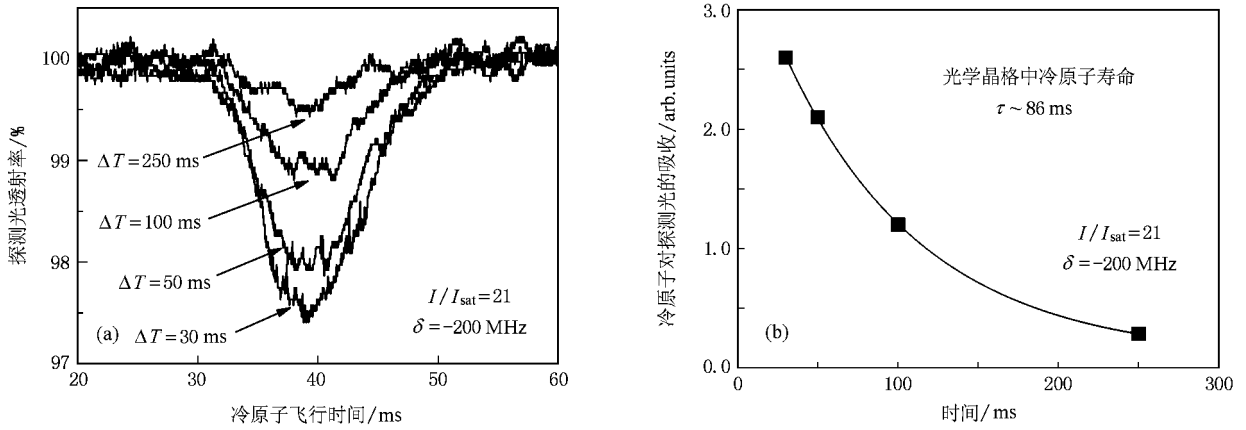 100
99
98
97
20
30
40
50
60
探测光透射率/%
冷原子飞行时间/ms
ΔT=250 ms
ΔT=100 ms
ΔT=50 ms
ΔT=30 ms
(a)
I/Isat=21
δ=-200 MHz
3.0
2.0
1.0
0.0
0
100
200
300
冷原子对探测光的吸收/arb.units
时间/ms
光学晶格中冷原子寿命
τ~86 ms
I/Isat=21
δ=-200 MHz
(b)